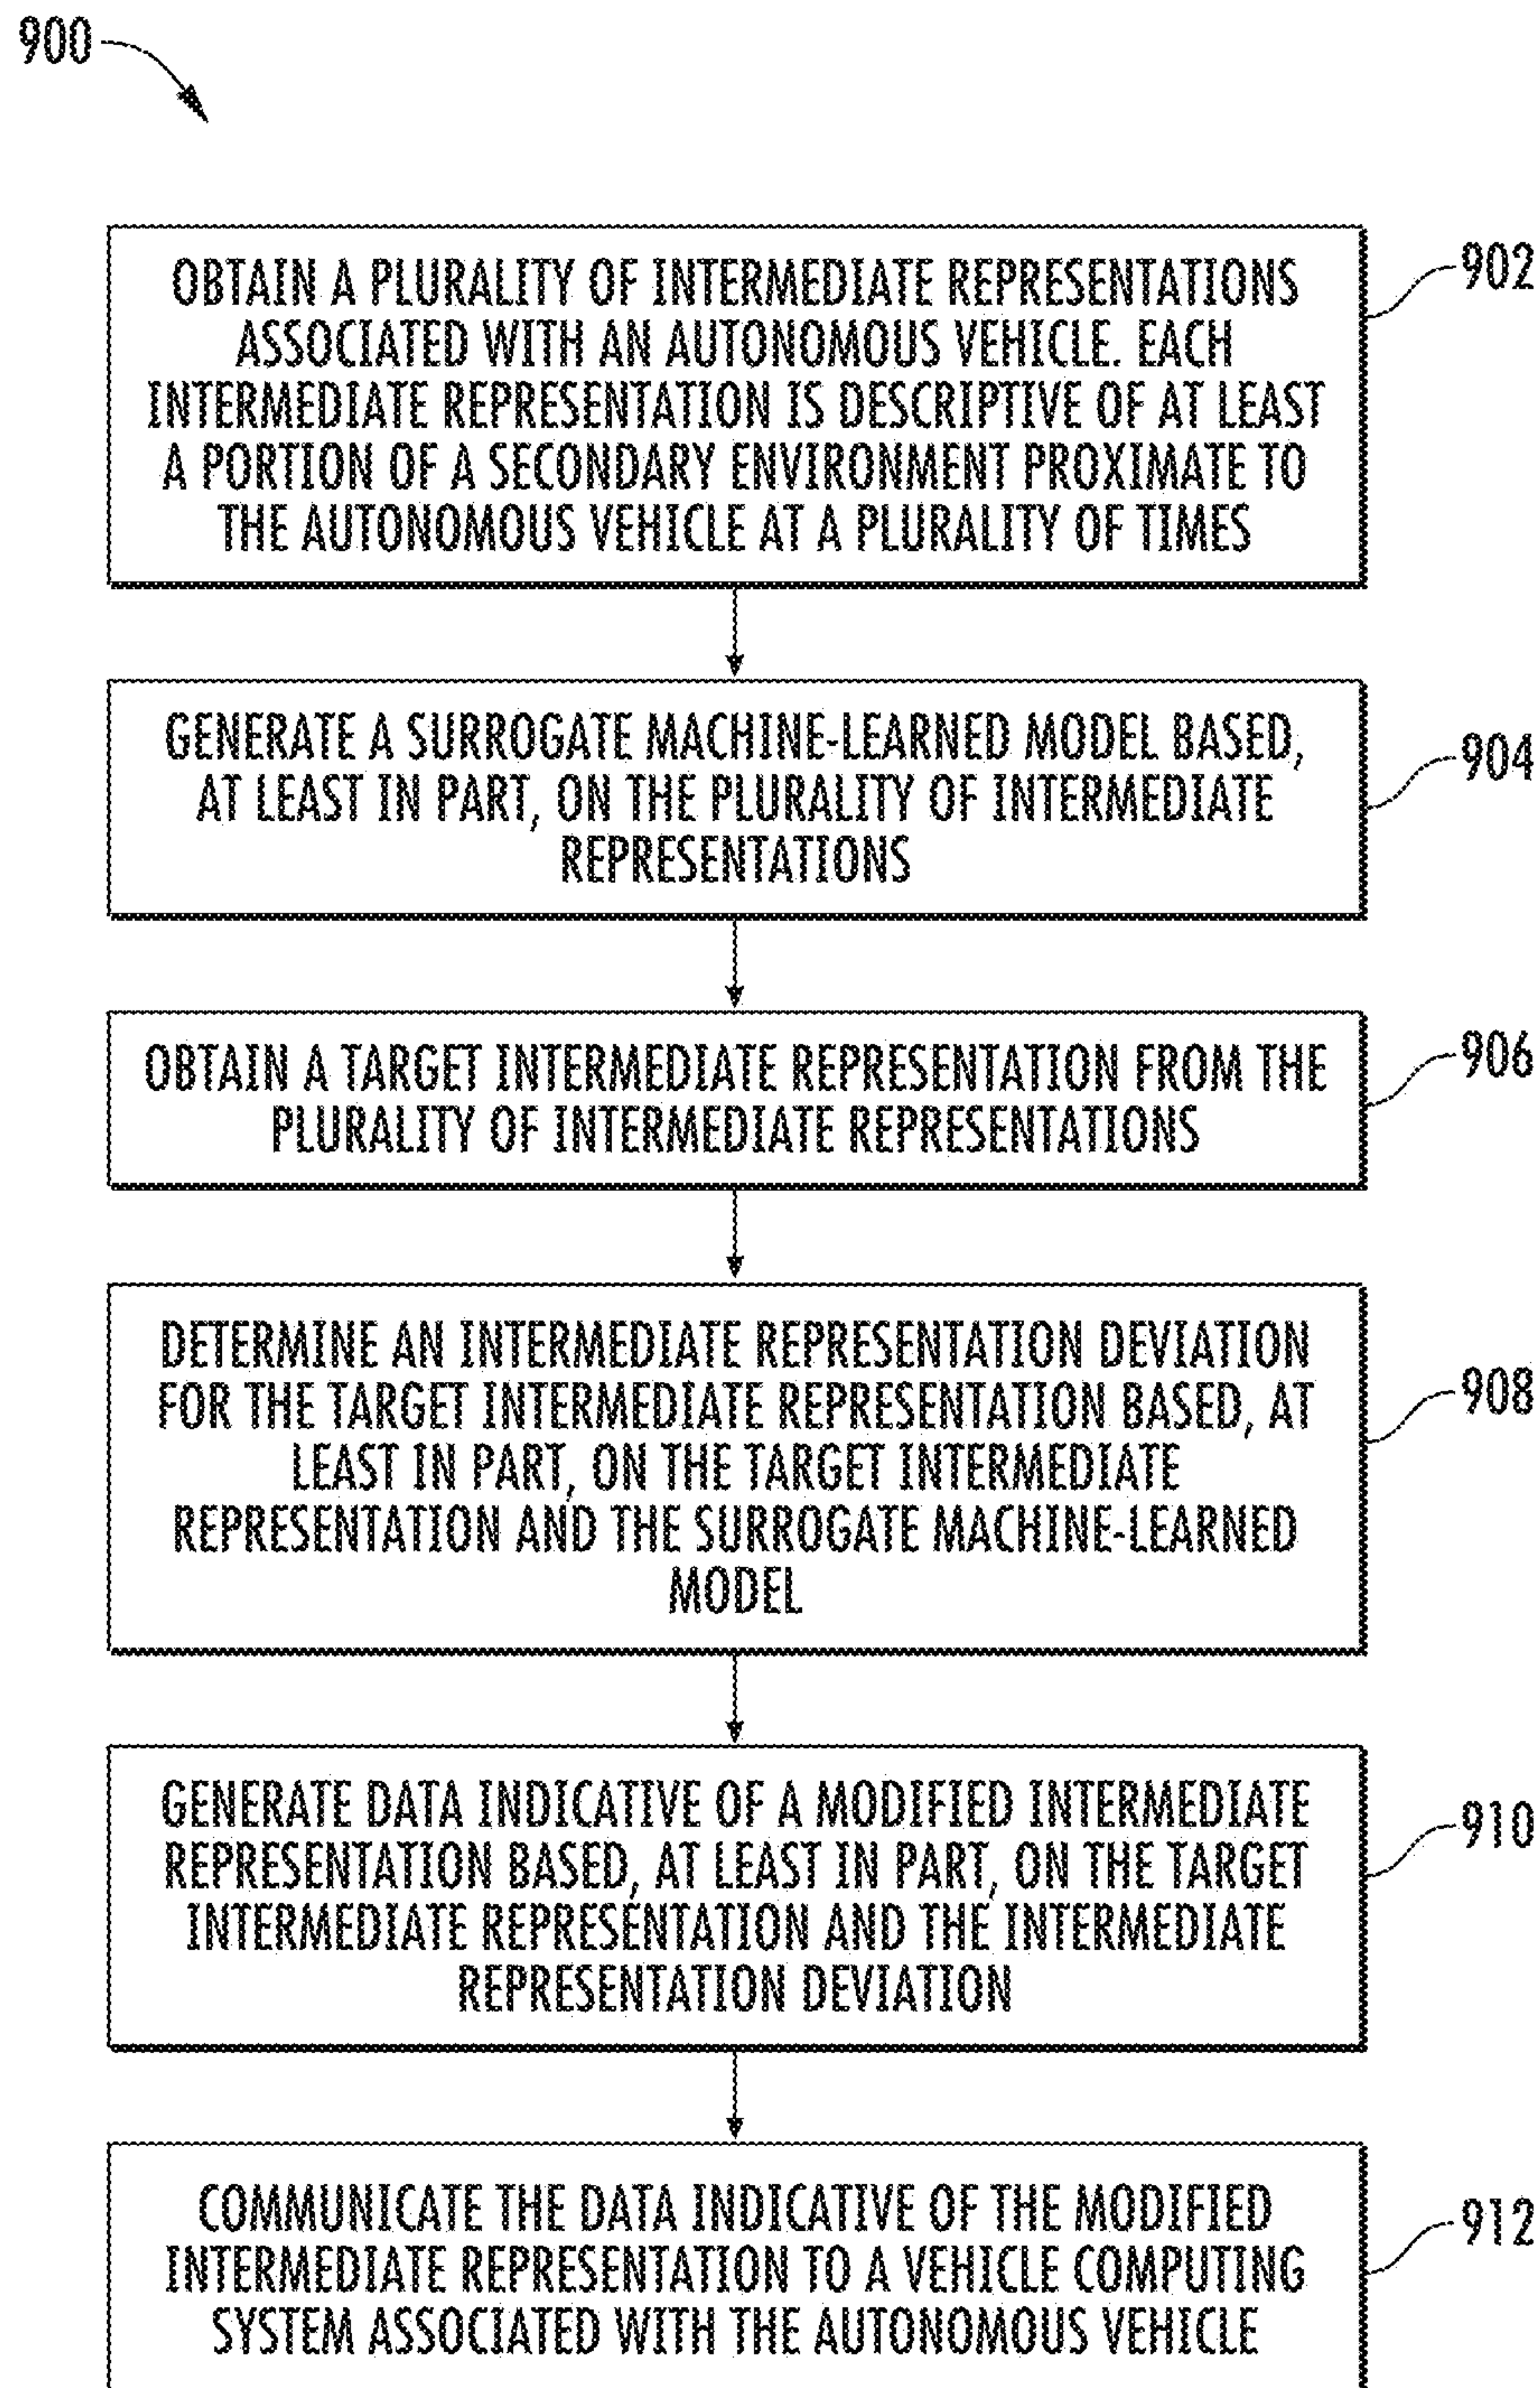 900
OBTAIN A PLURALITY OF INTERMEDIATE REPRESENTATIONS
ASSOCIATED WITH AN AUTONOMOUS VEHICLE. EACH
INTERMEDIATE REPRESENTATION IS DESCRIPTIVE OF AT LEAST
A PORTION OF A SECONDARY ENVIRONMENT PROXIMATE TO
THE AUTONOMOUS VEHICLE AT A PLURALITY OF TIMES
902
GENERATE A SURROGATE MACHINE-LEARNED MODEL BASED,
AT LEAST IN PART, ON THE PLURALITY OF INTERMEDIATE
REPRESENTATIONS
904
OBTAIN A TARGET INTERMEDIATE REPRESENTATION FROM THE
PLURALITY OF INTERMEDIATE REPRESENTATIONS
906
DETERMINE AN INTERMEDIATE REPRESENTATION DEVIATION
FOR THE TARGET INTERMEDIATE REPRESENTATION BASED, AT
LEAST IN PART, ON THE TARGET INTERMEDIATE
REPRESENTATION AND THE SURROGATE MACHINE-LEARNED
MODEL
908
GENERATE DATA INDICATIVE OF A MODIFIED INTERMEDIATE
REPRESENTATION BASED, AT LEAST IN PART, ON THE TARGET
INTERMEDIATE REPRESENTATION AND THE INTERMEDIATE
REPRESENTATION DEVIATION
910
COMMUNICATE THE DATA INDICATIVE OF THE MODIFIED
INTERMEDIATE REPRESENTATION TO A VEHICLE COMPUTING
SYSTEM ASSOCIATED WITH THE AUTONOMOUS VEHICLE
912